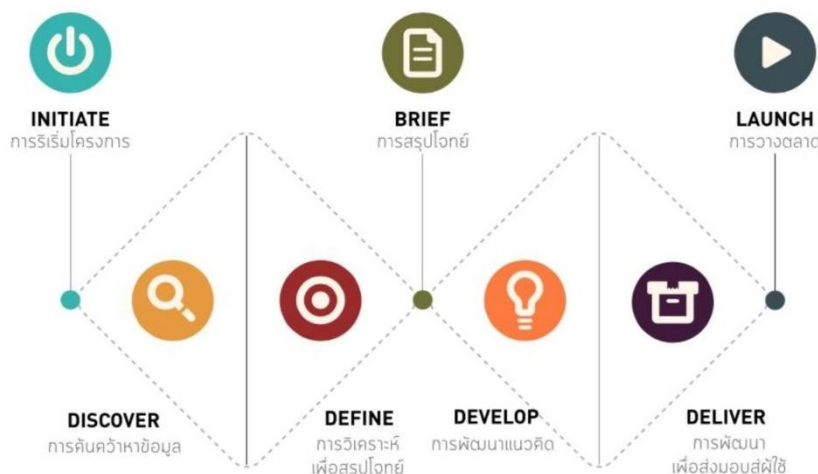 INITIATE
การริเริ่มโครงการ
BRIEF
การสรุปโจทย์
LAUNCH
การวางตลาด
DISCOVER
การค้นคว้าหาข้อมูล
DEFINE
การวิเคราะห์
เพื่อสรุปโจทย์
DEVELOP
การพัฒนาแนวคิด
DELIVER
การพัฒนา
เพื่อส่งมอบสู่ผู้ใช้